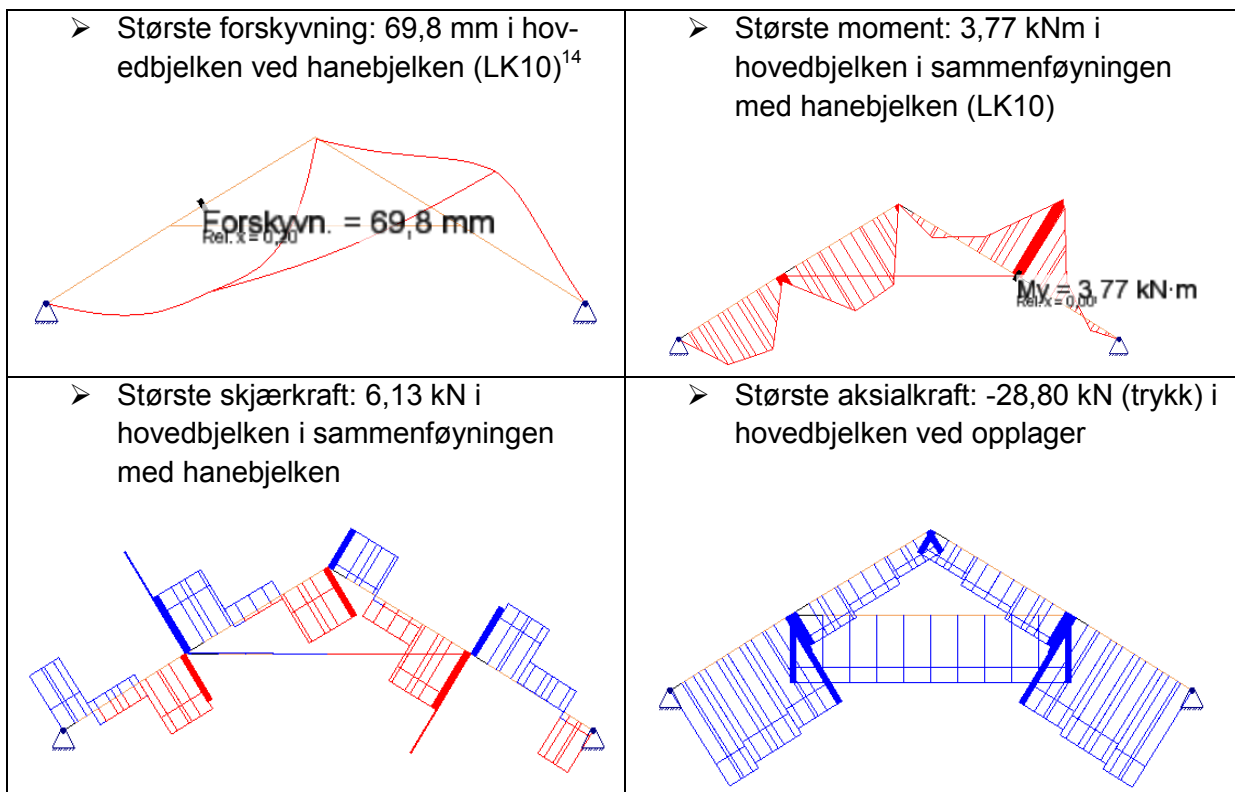 ➢ Største forskyvning: 69,8 mm i hov-
edbjelken ved hanebjelken (LK10)14
Forskyvn. = 69,8 mm
Rel. x = 0,20
➢ Største moment: 3,77 kNm i
hovedbjelken i sammenføyningen
med hanebjelken (LK10)
My = 3,77 kN·m
Rel. x = 0,00
➢ Største skjærkraft: 6,13 kN i
hovedbjelken i sammenføyningen
med hanebjelken
➢ Største aksialkraft: -28,80 kN (trykk) i
hovedbjelken ved opplager